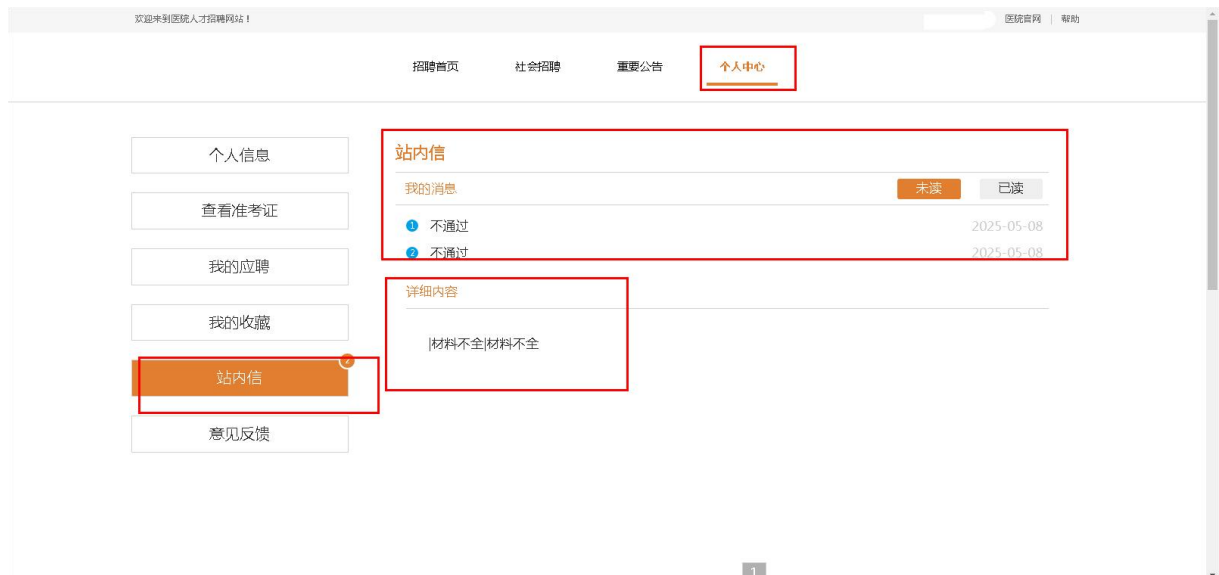 欢迎来到医院人才招聘网站！
医院官网 | 帮助
招聘首页 社会招聘 重要公告 个人中心
个人信息
查看准考证
我的应聘
我的收藏
站内信 2
意见反馈
站内信
我的消息 未读 已读
1 不通过 2025-05-08
2 不通过 2025-05-08
详细内容
|材料不全|材料不全
1